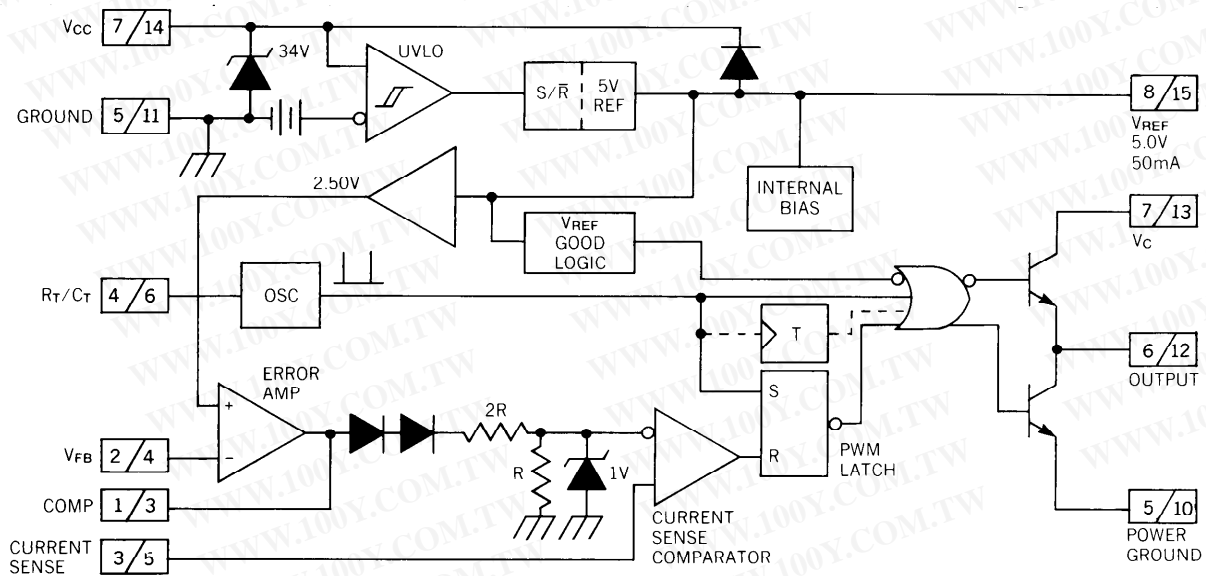 VCC 7/14
34V
UVLO
S/R̅ 5V REF
8/15
VREF
5.0V
50mA
GROUND 5/11
2.50V
INTERNAL
BIAS
VREF
GOOD
LOGIC
7/13
VC
RT/CT 4/6
OSC
T
6/12
OUTPUT
ERROR
AMP
+
−
2R
R
1V
S
R
PWM
LATCH
VFB 2/4
COMP 1/3
CURRENT
SENSE 3/5
CURRENT
SENSE
COMPARATOR
5/10
POWER
GROUND
WWW.100Y.COM.TW